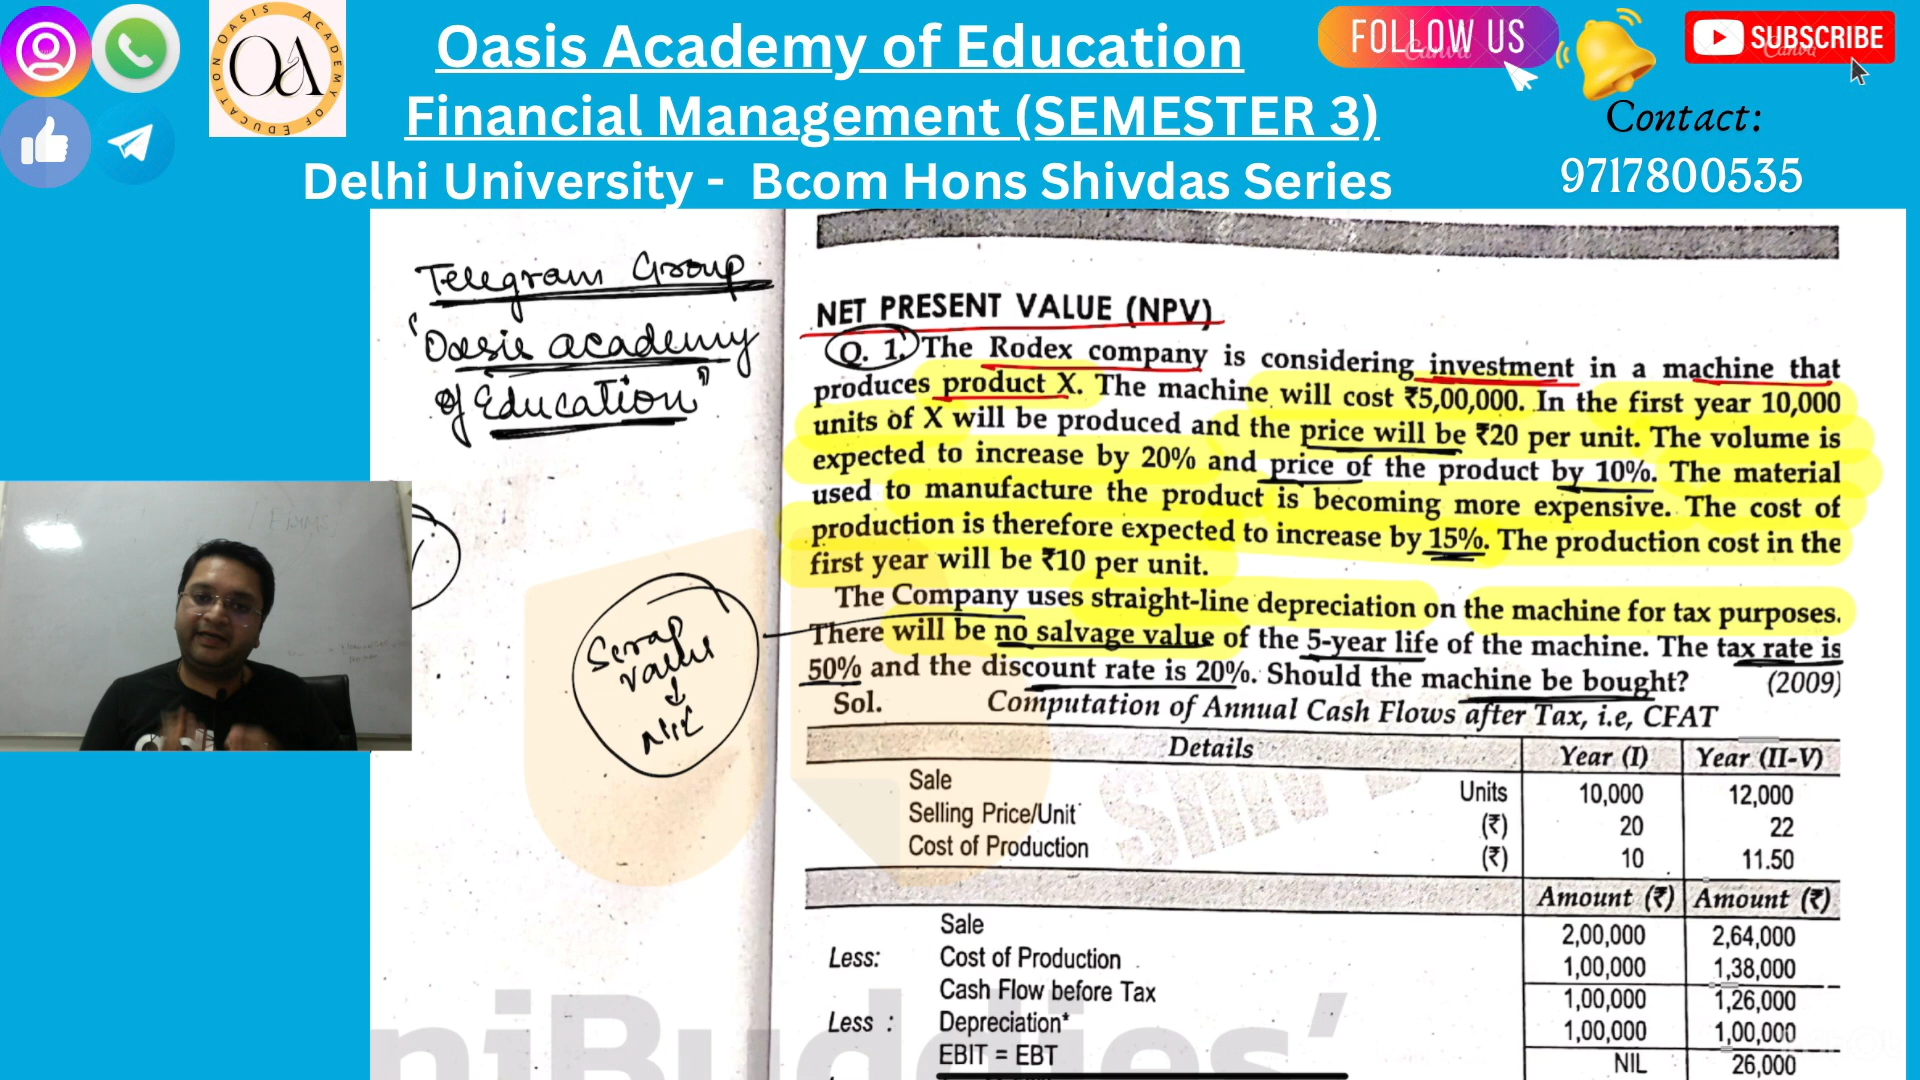 Oasis Academy of Education
Financial Management (SEMESTER 3)
Delhi University - Bcom Hons Shivdas Series
OASIS ACADEMY OF EDUCATION
OA
FOLLOW US
Canva
SUBSCRIBE
Canva
Contact:
9717800535
Telegram Group
"Oasis academy
of Education"
Scrap
value
↓
NIL
NET PRESENT VALUE (NPV)
Q. 1. The Rodex company is considering investment in a machine that
produces product X. The machine will cost ₹5,00,000. In the first year 10,000
units of X will be produced and the price will be ₹20 per unit. The volume is
expected to increase by 20% and price of the product by 10%. The material
used to manufacture the product is becoming more expensive. The cost of
production is therefore expected to increase by 15%. The production cost in the
first year will be ₹10 per unit.
The Company uses straight-line depreciation on the machine for tax purposes.
There will be no salvage value of the 5-year life of the machine. The tax rate is
50% and the discount rate is 20%. Should the machine be bought? (2009)
Sol. Computation of Annual Cash Flows after Tax, i.e, CFAT
Details Year (I) Year (II-V)
Sale Units 10,000 12,000
Selling Price/Unit (₹) 20 22
Cost of Production (₹) 10 11.50
Amount (₹) Amount (₹)
Sale 2,00,000 2,64,000
Less: Cost of Production 1,00,000 1,38,000
Cash Flow before Tax 1,00,000 1,26,000
Less : Depreciation* 1,00,000 1,00,000
EBIT = EBT NIL 26,000
niBuddies'